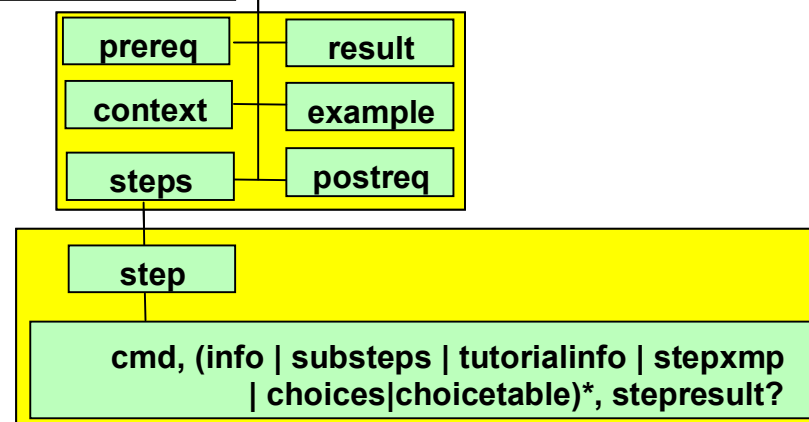 prereq
result
context
example
steps
postreq
step
cmd, (info | substeps | tutorialinfo | stepxmp
| choices|choicetable)*, stepresult?